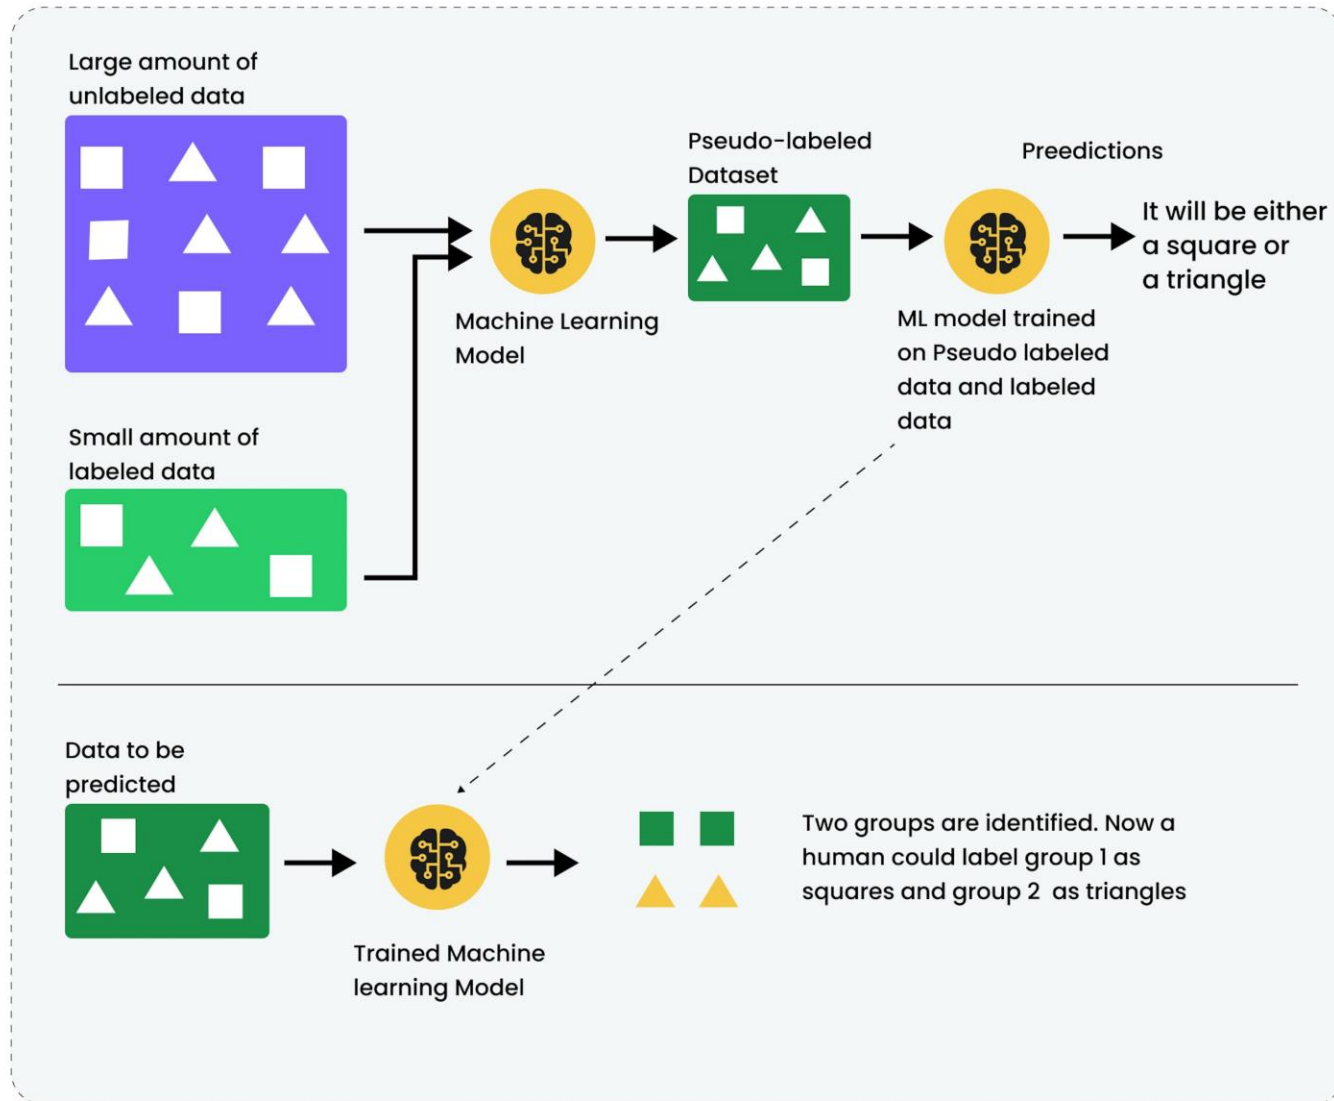 Large amount of
unlabeled data
Pseudo-labeled
Dataset
Preedictions
It will be either
a square or
a triangle
Machine Learning
Model
ML model trained
on Pseudo labeled
data and labeled
data
Small amount of
labeled data
Data to be
predicted
Two groups are identified. Now a
human could label group 1 as
squares and group 2 as triangles
Trained Machine
learning Model